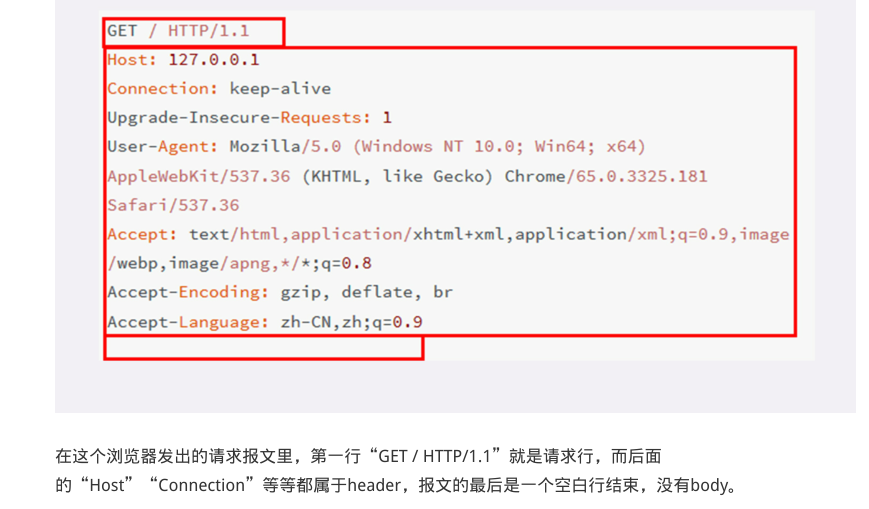 GET / HTTP/1.1
Host: 127.0.0.1
Connection: keep-alive
Upgrade-Insecure-Requests: 1
User-Agent: Mozilla/5.0 (Windows NT 10.0; Win64; x64)
AppleWebKit/537.36 (KHTML, like Gecko) Chrome/65.0.3325.181
Safari/537.36
Accept: text/html,application/xhtml+xml,application/xml;q=0.9,image
/webp,image/apng,*/*;q=0.8
Accept-Encoding: gzip, deflate, br
Accept-Language: zh-CN,zh;q=0.9
在这个浏览器发出的请求报文里，第一行“GET / HTTP/1.1”就是请求行，而后面
的“Host”“Connection”等等都属于header，报文的最后是一个空白行结束，没有body。